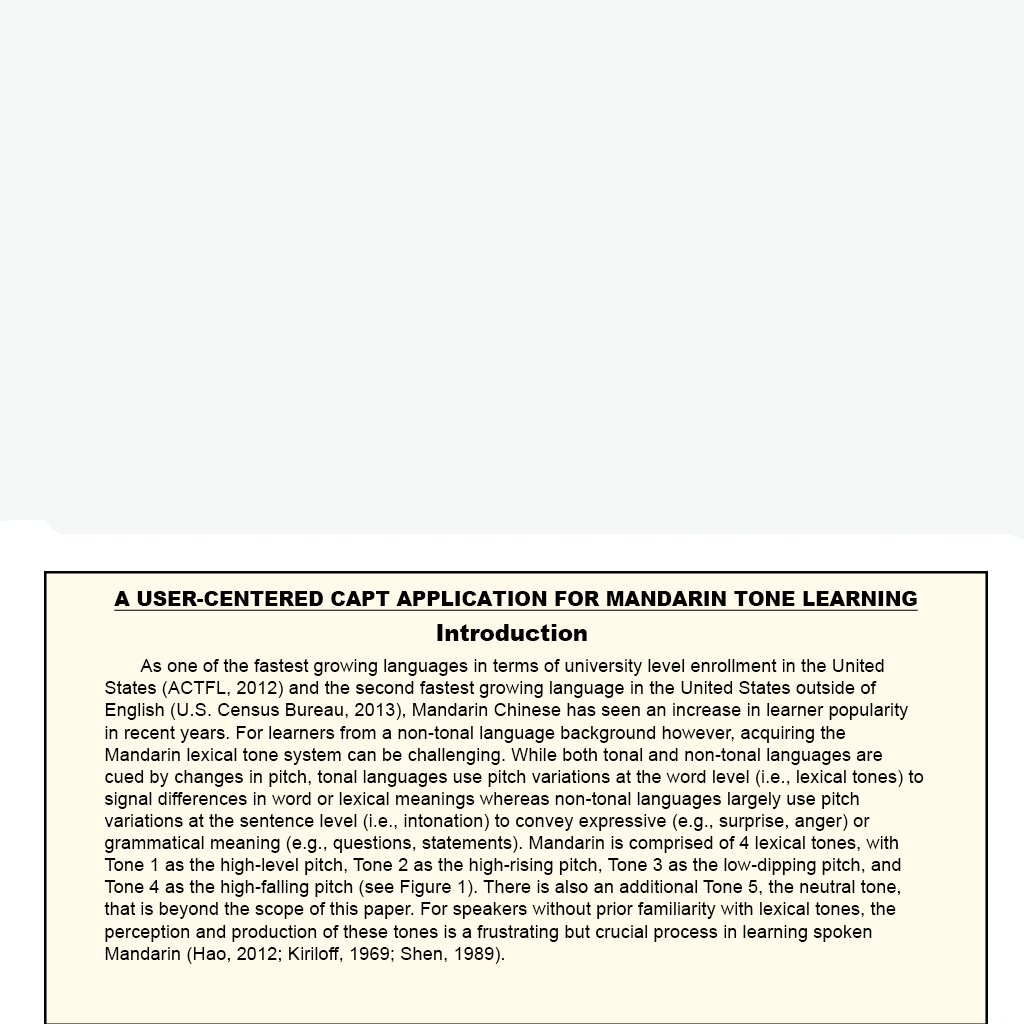 A USER-CENTERED CAPT APPLICATION FOR MANDARIN TONE LEARNING
Introduction
As one of the fastest growing languages in terms of university level enrollment in the United
States (ACTFL, 2012) and the second fastest growing language in the United States outside of
English (U.S. Census Bureau, 2013), Mandarin Chinese has seen an increase in learner popularity
in recent years. For learners from a non-tonal language background however, acquiring the
Mandarin lexical tone system can be challenging. While both tonal and non-tonal languages are
cued by changes in pitch, tonal languages use pitch variations at the word level (i.e., lexical tones) to
signal differences in word or lexical meanings whereas non-tonal languages largely use pitch
variations at the sentence level (i.e., intonation) to convey expressive (e.g., surprise, anger) or
grammatical meaning (e.g., questions, statements). Mandarin is comprised of 4 lexical tones, with
Tone 1 as the high-level pitch, Tone 2 as the high-rising pitch, Tone 3 as the low-dipping pitch, and
Tone 4 as the high-falling pitch (see Figure 1). There is also an additional Tone 5, the neutral tone,
that is beyond the scope of this paper. For speakers without prior familiarity with lexical tones, the
perception and production of these tones is a frustrating but crucial process in learning spoken
Mandarin (Hao, 2012; Kiriloff, 1969; Shen, 1989).